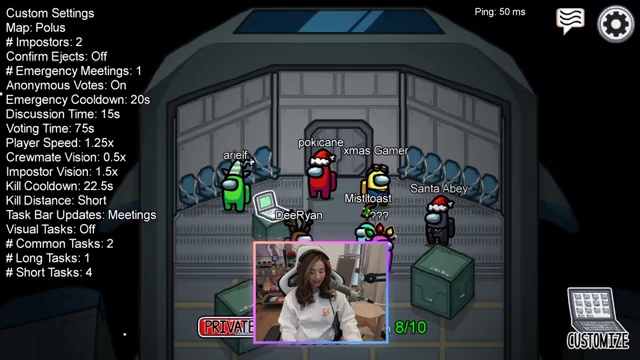 Custom Settings
Map: Polus
# Impostors: 2
Confirm Ejects: Off
# Emergency Meetings: 1
Anonymous Votes: On
Emergency Cooldown: 20s
Discussion Time: 15s
Voting Time: 75s
Player Speed: 1.25x
Crewmate Vision: 0.5x
Impostor Vision: 1.5x
Kill Cooldown: 22.5s
Kill Distance: Short
Task Bar Updates: Meetings
Visual Tasks: Off
# Common Tasks: 2
# Long Tasks: 1
# Short Tasks: 4
Ping: 50 ms
pokicane
xmas Gamer
arielf
Santa Abey
Mistitoast
DeeRyan
???
PRIVATE
8/10
CUSTOMIZE